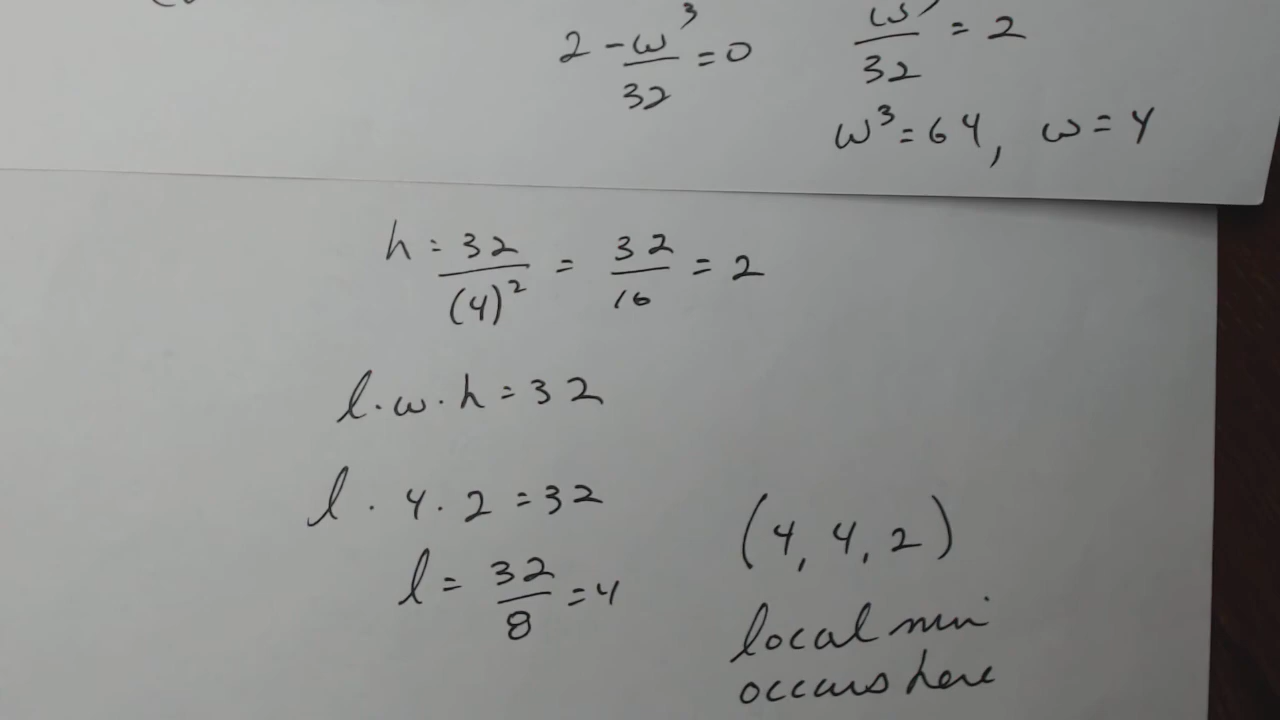 2 - w³/32 = 0
w³/32 = 2
w³ = 64, w = 4
h = 32/(4)² = 32/16 = 2
l · w · h = 32
l · 4 · 2 = 32
l = 32/8 = 4
(4, 4, 2)
local min
occurs here